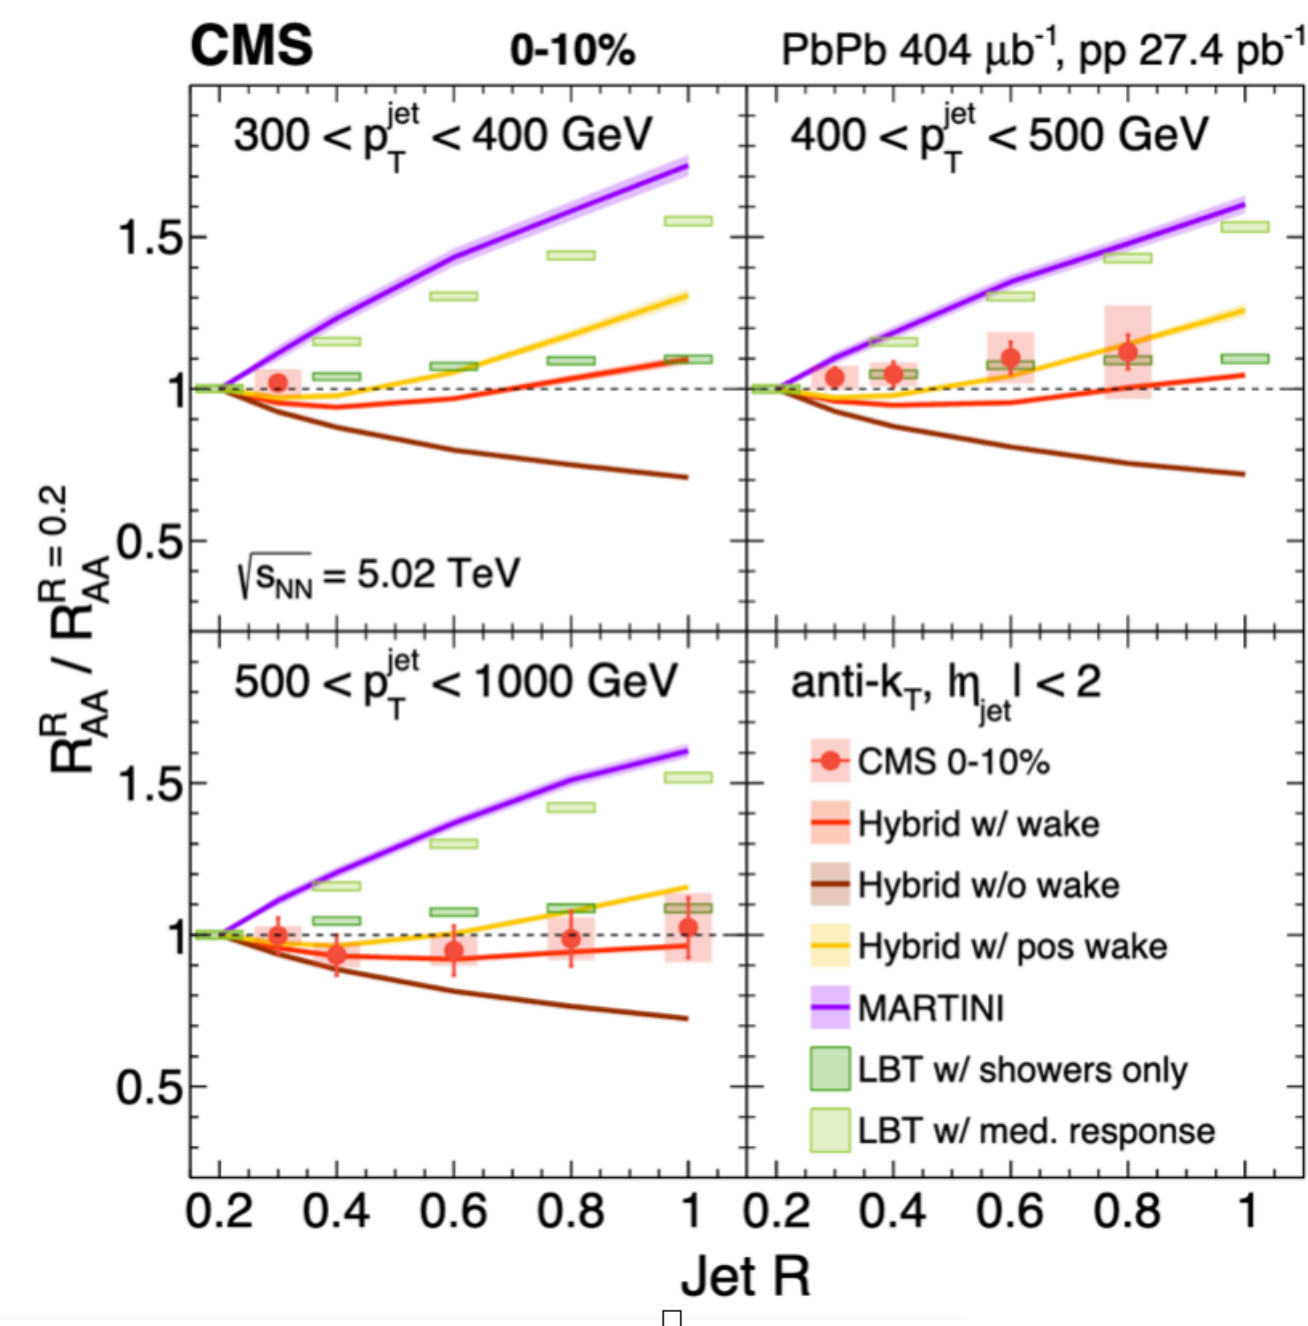 CMS 0-10% PbPb 404 μb⁻¹, pp 27.4 pb⁻¹
300 < p_T^jet < 400 GeV
400 < p_T^jet < 500 GeV
1.5
1
0.5
√s_NN = 5.02 TeV
R_AA^R / R_AA^R = 0.2
500 < p_T^jet < 1000 GeV
anti-k_T, |η_jet| < 2
CMS 0-10%
Hybrid w/ wake
Hybrid w/o wake
Hybrid w/ pos wake
MARTINI
LBT w/ showers only
LBT w/ med. response
1.5
1
0.5
0.2 0.4 0.6 0.8 1 0.2 0.4 0.6 0.8 1
Jet R